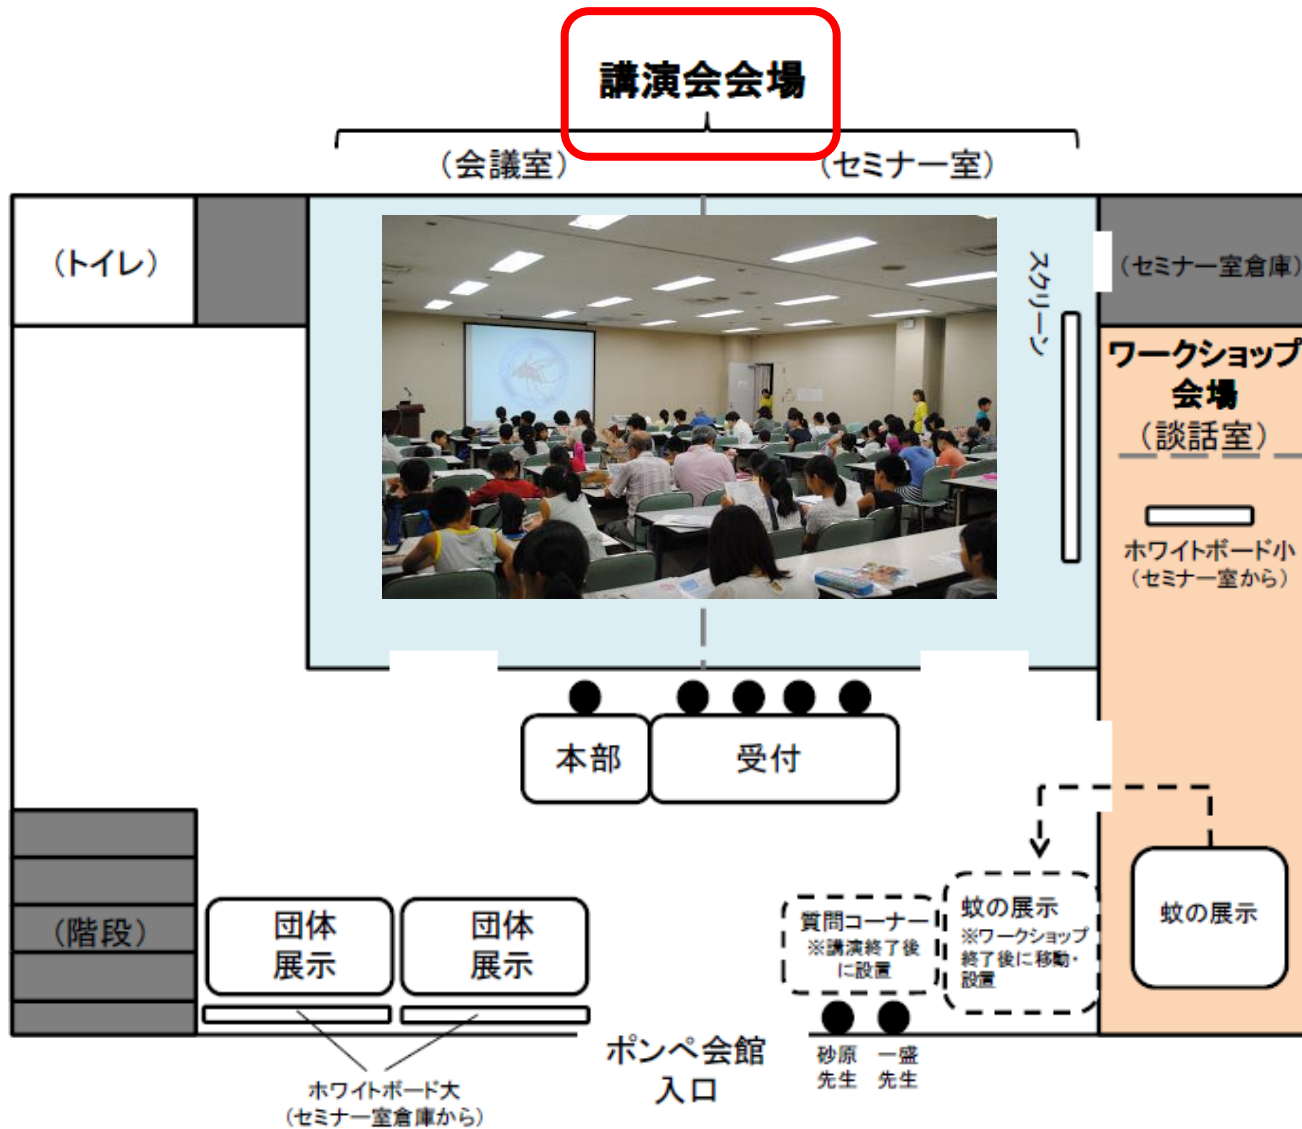 講演会会場
（会議室）
（セミナー室）
（トイレ）
スクリーン
（セミナー室倉庫）
ワークショップ
会場
（談話室）
ホワイトボード小
（セミナー室から）
本部
受付
（階段）
団体
展示
団体
展示
質問コーナー
※講演終了後
に設置
蚊の展示
※ワークショップ
終了後に移動・
設置
蚊の展示
ホワイトボード大
（セミナー室倉庫から）
ポンペ会館
入口
砂原
先生
一盛
先生